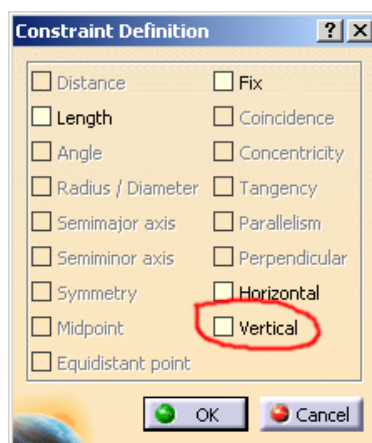 Constraint Definition
Distance Fix
Length Coincidence
Angle Concentricity
Radius / Diameter Tangency
Semimajor axis Parallelism
Semiminor axis Perpendicular
Symmetry Horizontal
Midpoint Vertical
Equidistant point
OK Cancel